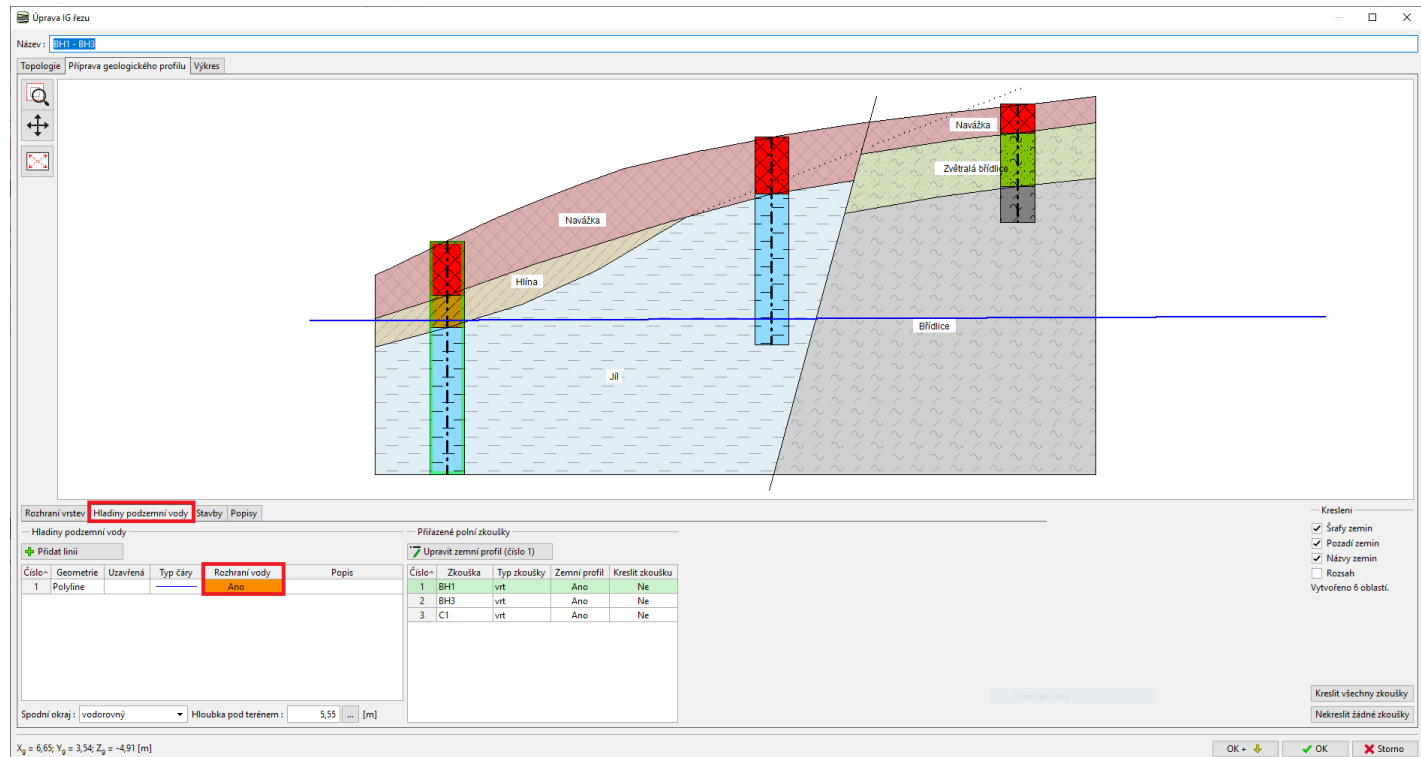 Úprava IG řezu
Název : BH1 - BH3
Topologie Příprava geologického profilu Výkres
Navážka
Zvětralá břidlice
Navážka
Hlína
Břidlice
Jíl
Rozhraní vrstev Hladiny podzemní vody Stavby Popisy
Hladiny podzemní vody
Přidat linii
Číslo Geometrie Uzavřená Typ čáry Rozhraní vody Popis
1 Polyline Ano
Spodní okraj : vodorovný Hloubka pod terénem : 5,55 ... [m]
Přiřazené polní zkoušky
Upravit zemní profil (číslo 1)
Číslo Zkouška Typ zkoušky Zemní profil Kreslit zkoušku
1 BH1 vrt Ano Ne
2 BH3 vrt Ano Ne
3 C1 vrt Ano Ne
Kreslení
Šrafy zemin
Pozadí zemin
Názvy zemin
Rozsah
Vytvořeno 6 oblastí.
Kreslit všechny zkoušky
Nekreslit žádné zkoušky
Xg = 6,65; Yg = 3,54; Zg = -4,91 [m]
OK + OK Storno